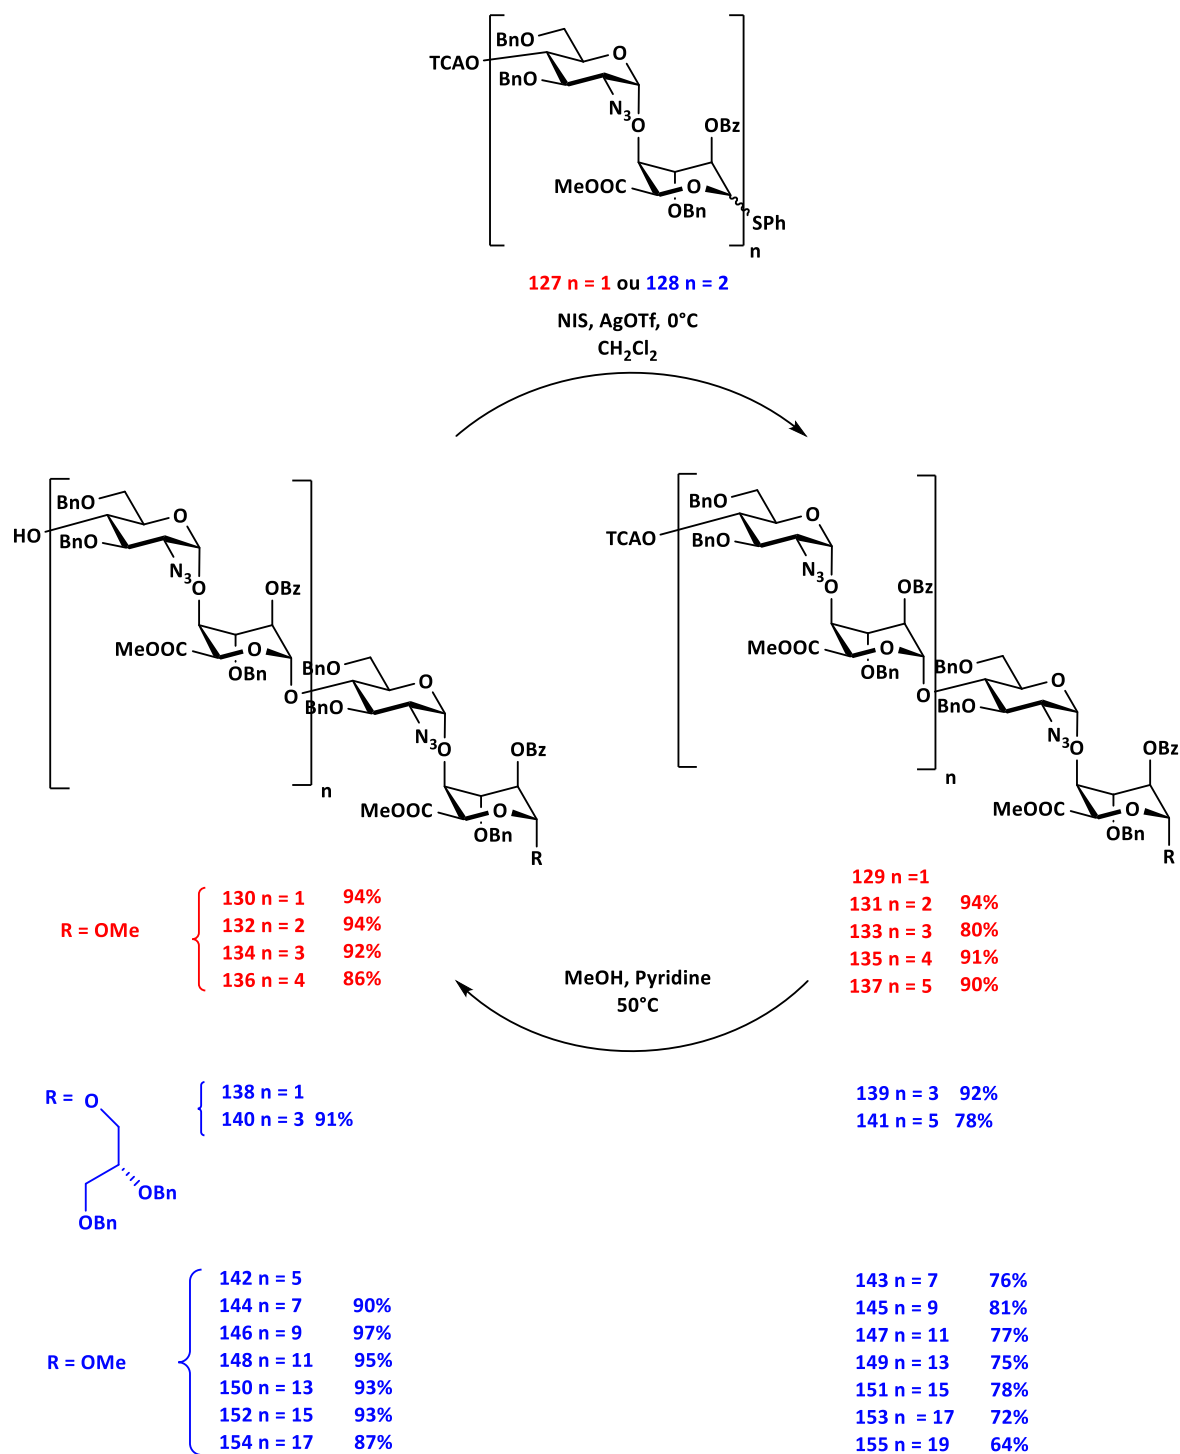 BnO
O
TCAO
BnO
N3
O
OBz
MeOOC
O
OBn
SPh
n
127 n = 1 ou 128 n = 2
NIS, AgOTf, 0°C
CH2Cl2
BnO
O
HO
BnO
N3
O
OBz
MeOOC
O
OBn
O
BnO
O
BnO
N3
O
OBz
n
MeOOC
O
OBn
R
BnO
O
TCAO
BnO
N3
O
OBz
MeOOC
O
OBn
O
BnO
O
BnO
N3
O
OBz
n
MeOOC
O
OBn
R
R = OMe
130 n = 1 94%
132 n = 2 94%
134 n = 3 92%
136 n = 4 86%
129 n =1
131 n = 2 94%
133 n = 3 80%
135 n = 4 91%
137 n = 5 90%
MeOH, Pyridine
50°C
R = O
OBn
OBn
138 n = 1
140 n = 3 91%
139 n = 3 92%
141 n = 5 78%
R = OMe
142 n = 5
144 n = 7 90%
146 n = 9 97%
148 n = 11 95%
150 n = 13 93%
152 n = 15 93%
154 n = 17 87%
143 n = 7 76%
145 n = 9 81%
147 n = 11 77%
149 n = 13 75%
151 n = 15 78%
153 n = 17 72%
155 n = 19 64%